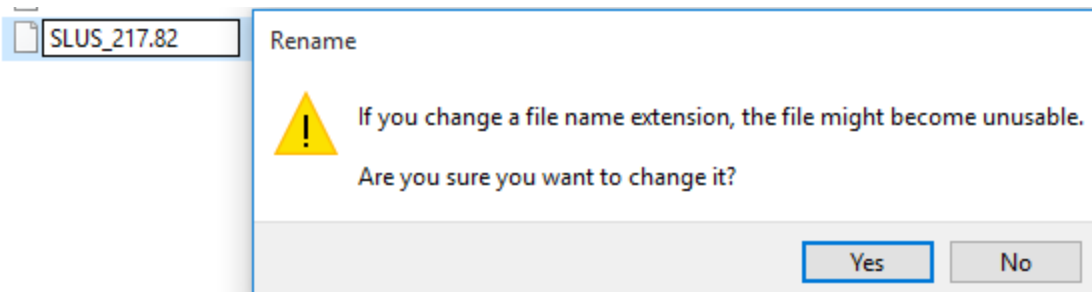 SLUS_217.82
Rename
If you change a file name extension, the file might become unusable.
Are you sure you want to change it?
Yes No